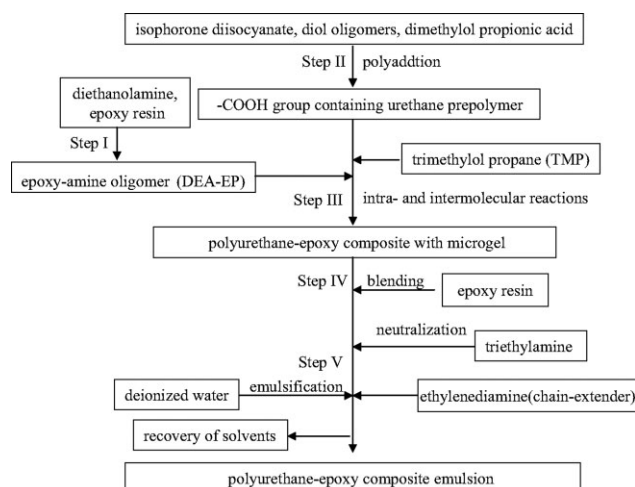 isophorone diisocyanate, diol oligomers, dimethylol propionic acid
Step II polyaddtion
diethanolamine,
epoxy resin
-COOH group containing urethane prepolymer
Step I
trimethylol propane (TMP)
epoxy-amine oligomer (DEA-EP)
Step III intra- and intermolecular reactions
polyurethane-epoxy composite with microgel
Step IV blending
epoxy resin
neutralization
triethylamine
Step V
deionized water emulsification ethylenediamine(chain-extender)
recovery of solvents
polyurethane-epoxy composite emulsion